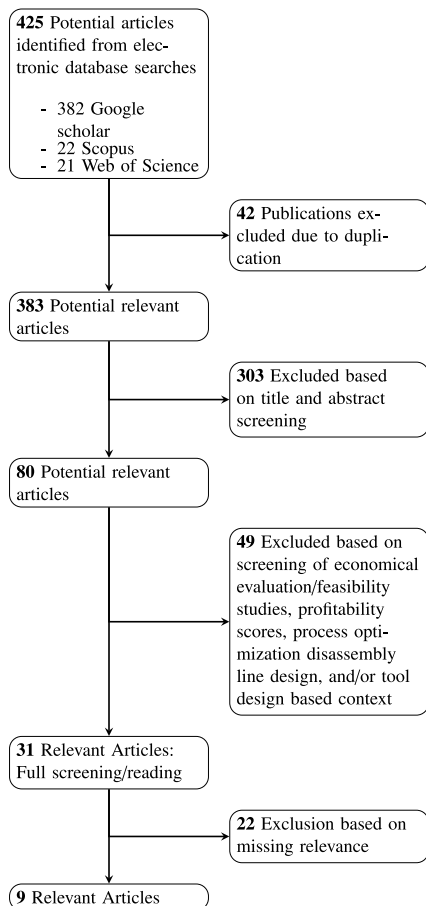 425 Potential articles
identified from elec-
tronic database searches
- 382 Google
scholar
- 22 Scopus
- 21 Web of Science
42 Publications ex-
cluded due to dupli-
cation
383 Potential relevant
articles
303 Excluded based
on title and abstract
screening
80 Potential relevant
articles
49 Excluded based on
screening of economical
evaluation/feasibility
studies, profitability
scores, process opti-
mization disassembly
line design, and/or tool
design based context
31 Relevant Articles:
Full screening/reading
22 Exclusion based on
missing relevance
9 Relevant Articles